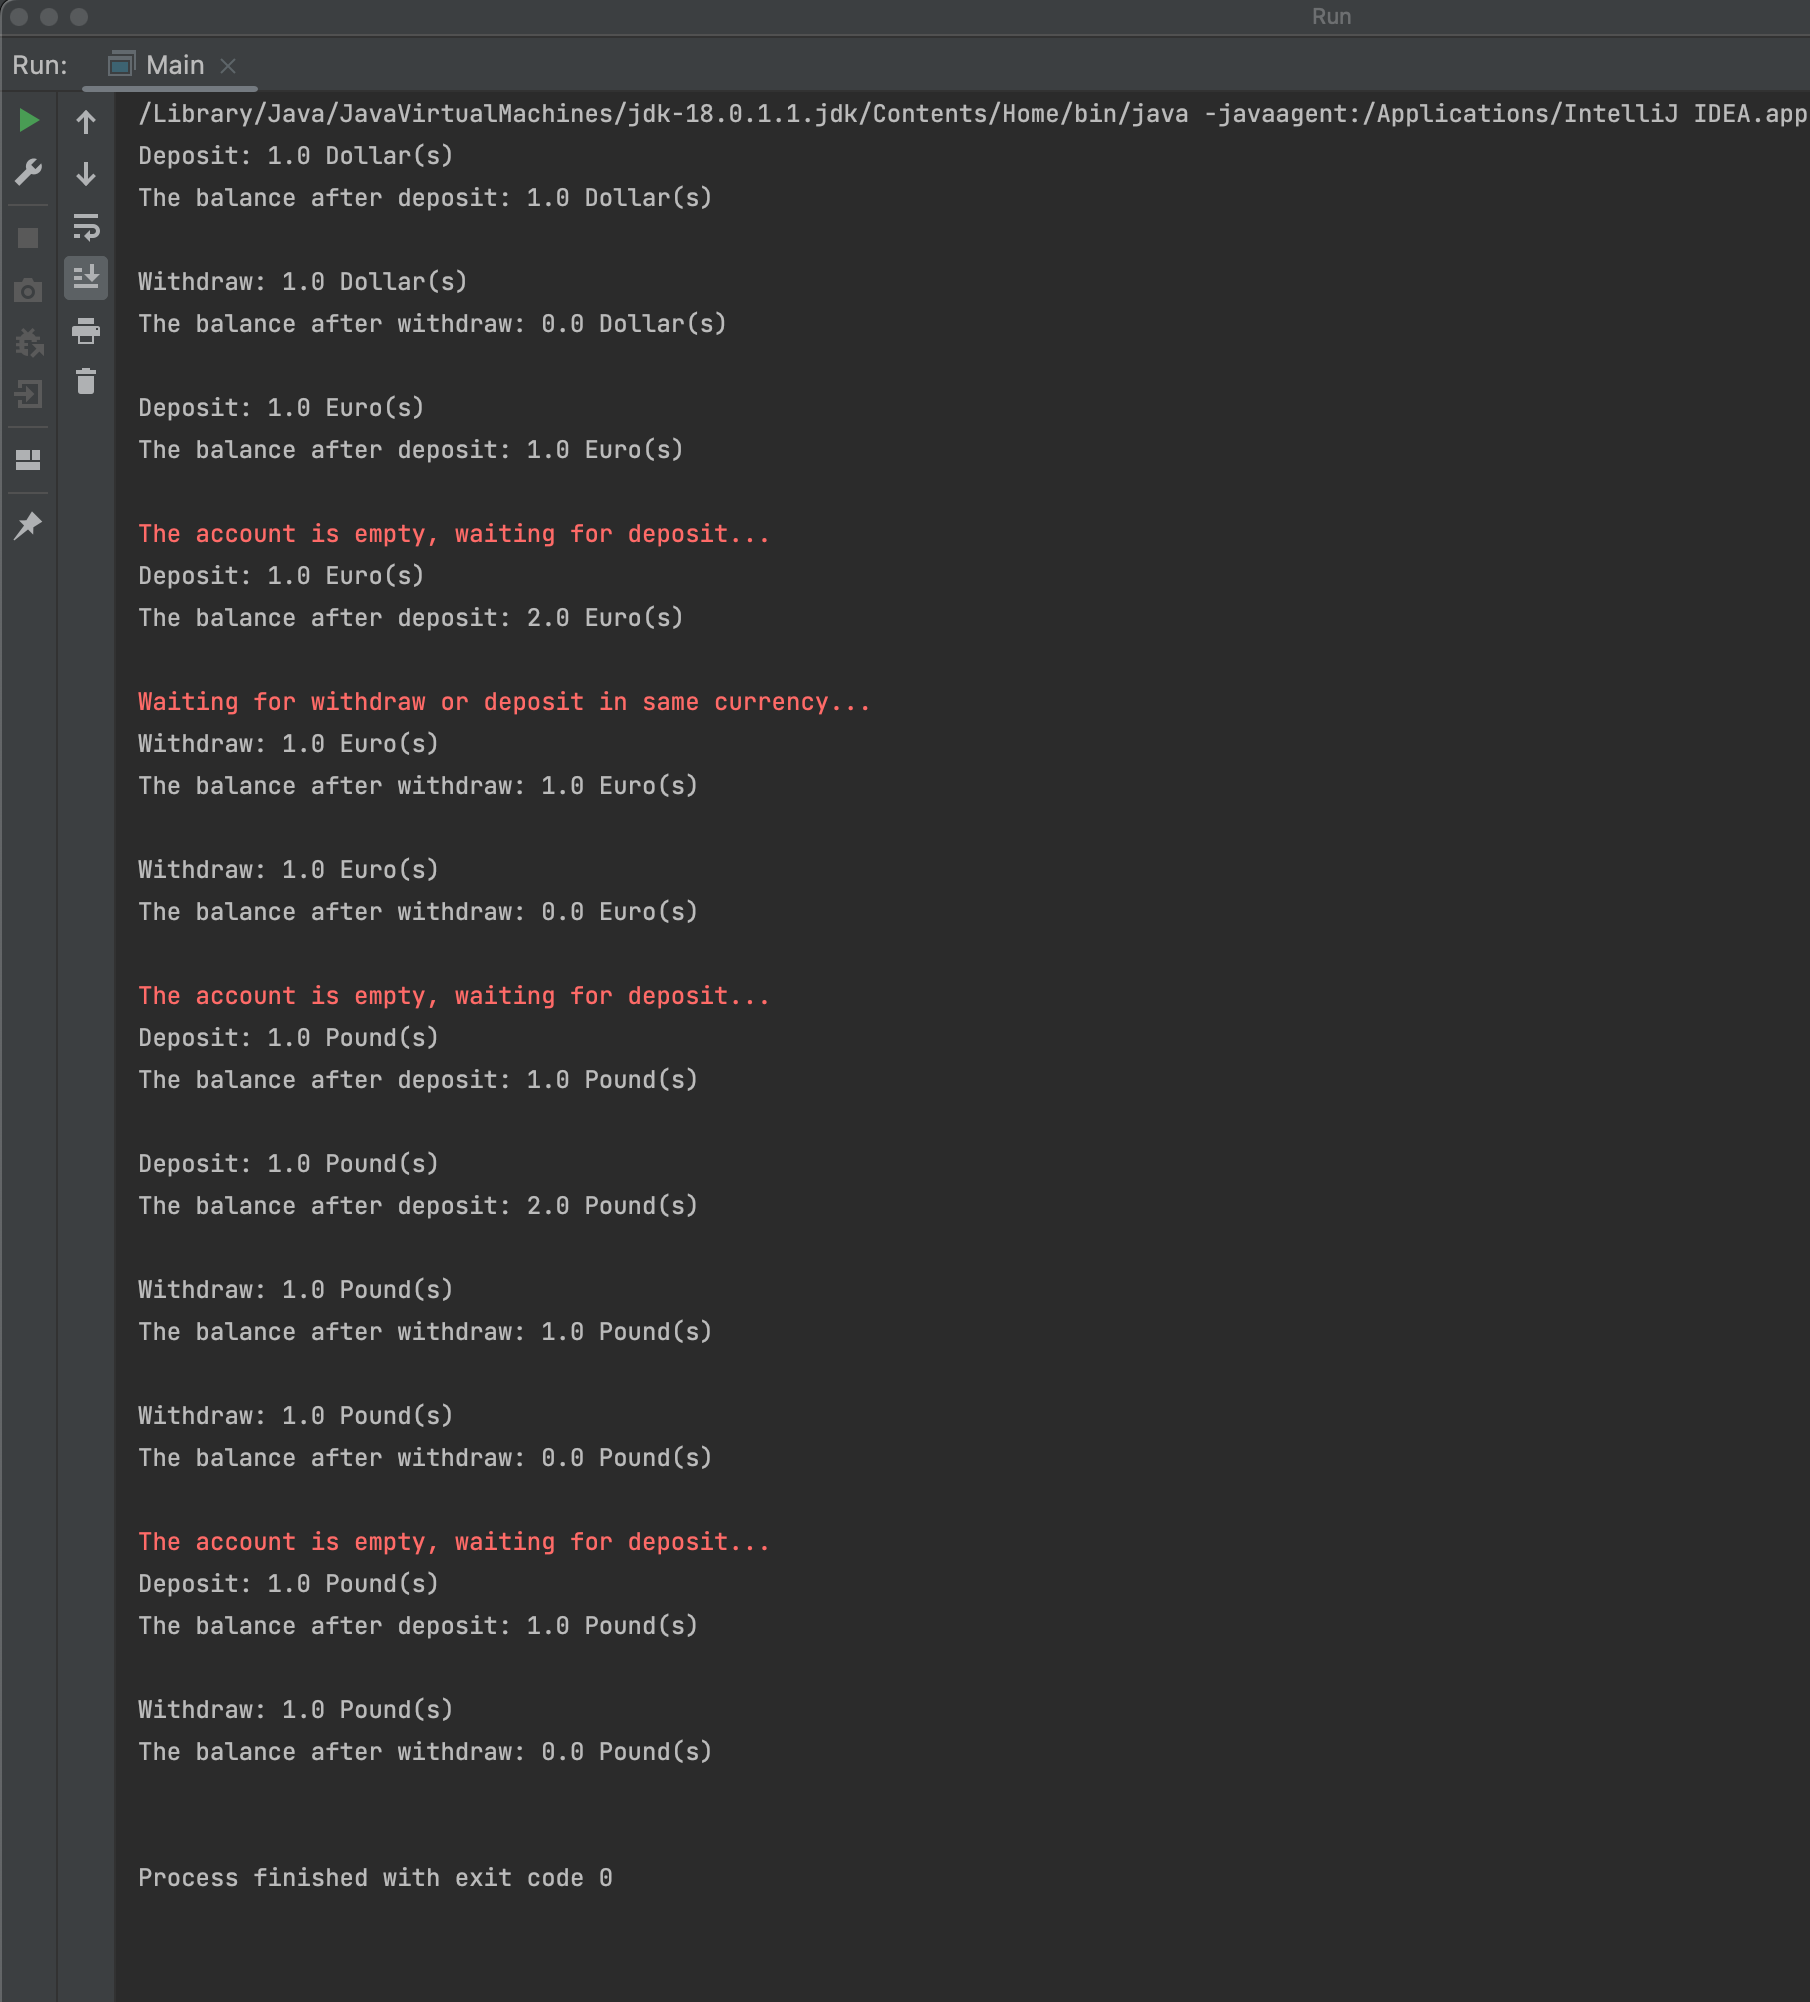 Run
Run: Main
/Library/Java/JavaVirtualMachines/jdk-18.0.1.1.jdk/Contents/Home/bin/java -javaagent:/Applications/IntelliJ IDEA.app
Deposit: 1.0 Dollar(s)
The balance after deposit: 1.0 Dollar(s)
Withdraw: 1.0 Dollar(s)
The balance after withdraw: 0.0 Dollar(s)
Deposit: 1.0 Euro(s)
The balance after deposit: 1.0 Euro(s)
The account is empty, waiting for deposit...
Deposit: 1.0 Euro(s)
The balance after deposit: 2.0 Euro(s)
Waiting for withdraw or deposit in same currency...
Withdraw: 1.0 Euro(s)
The balance after withdraw: 1.0 Euro(s)
Withdraw: 1.0 Euro(s)
The balance after withdraw: 0.0 Euro(s)
The account is empty, waiting for deposit...
Deposit: 1.0 Pound(s)
The balance after deposit: 1.0 Pound(s)
Deposit: 1.0 Pound(s)
The balance after deposit: 2.0 Pound(s)
Withdraw: 1.0 Pound(s)
The balance after withdraw: 1.0 Pound(s)
Withdraw: 1.0 Pound(s)
The balance after withdraw: 0.0 Pound(s)
The account is empty, waiting for deposit...
Deposit: 1.0 Pound(s)
The balance after deposit: 1.0 Pound(s)
Withdraw: 1.0 Pound(s)
The balance after withdraw: 0.0 Pound(s)
Process finished with exit code 0